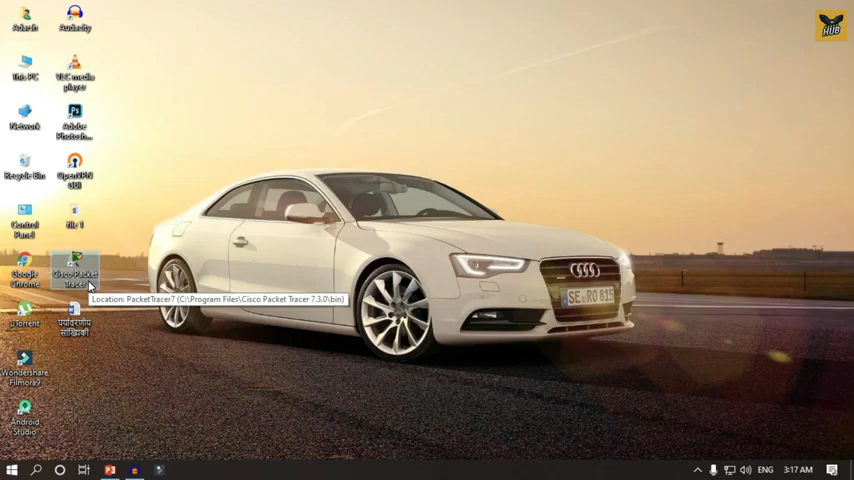 Adarsh
Audacity
This PC
VLC media
player
Network
Adobe
Photosh...
Recycle Bin
OpenVPN
GUI
Control
Panel
file 1
Google
Chrome
Cisco Packet
Tracer
Location: PacketTracer7 (C:\Program Files\Cisco Packet Tracer 7.3.0\bin)
µTorrent
पर्यावरणीय
सांख्यिकी
Wondershare
Filmora9
Android
Studio
HUB
SE RO 815
ENG
3:17 AM